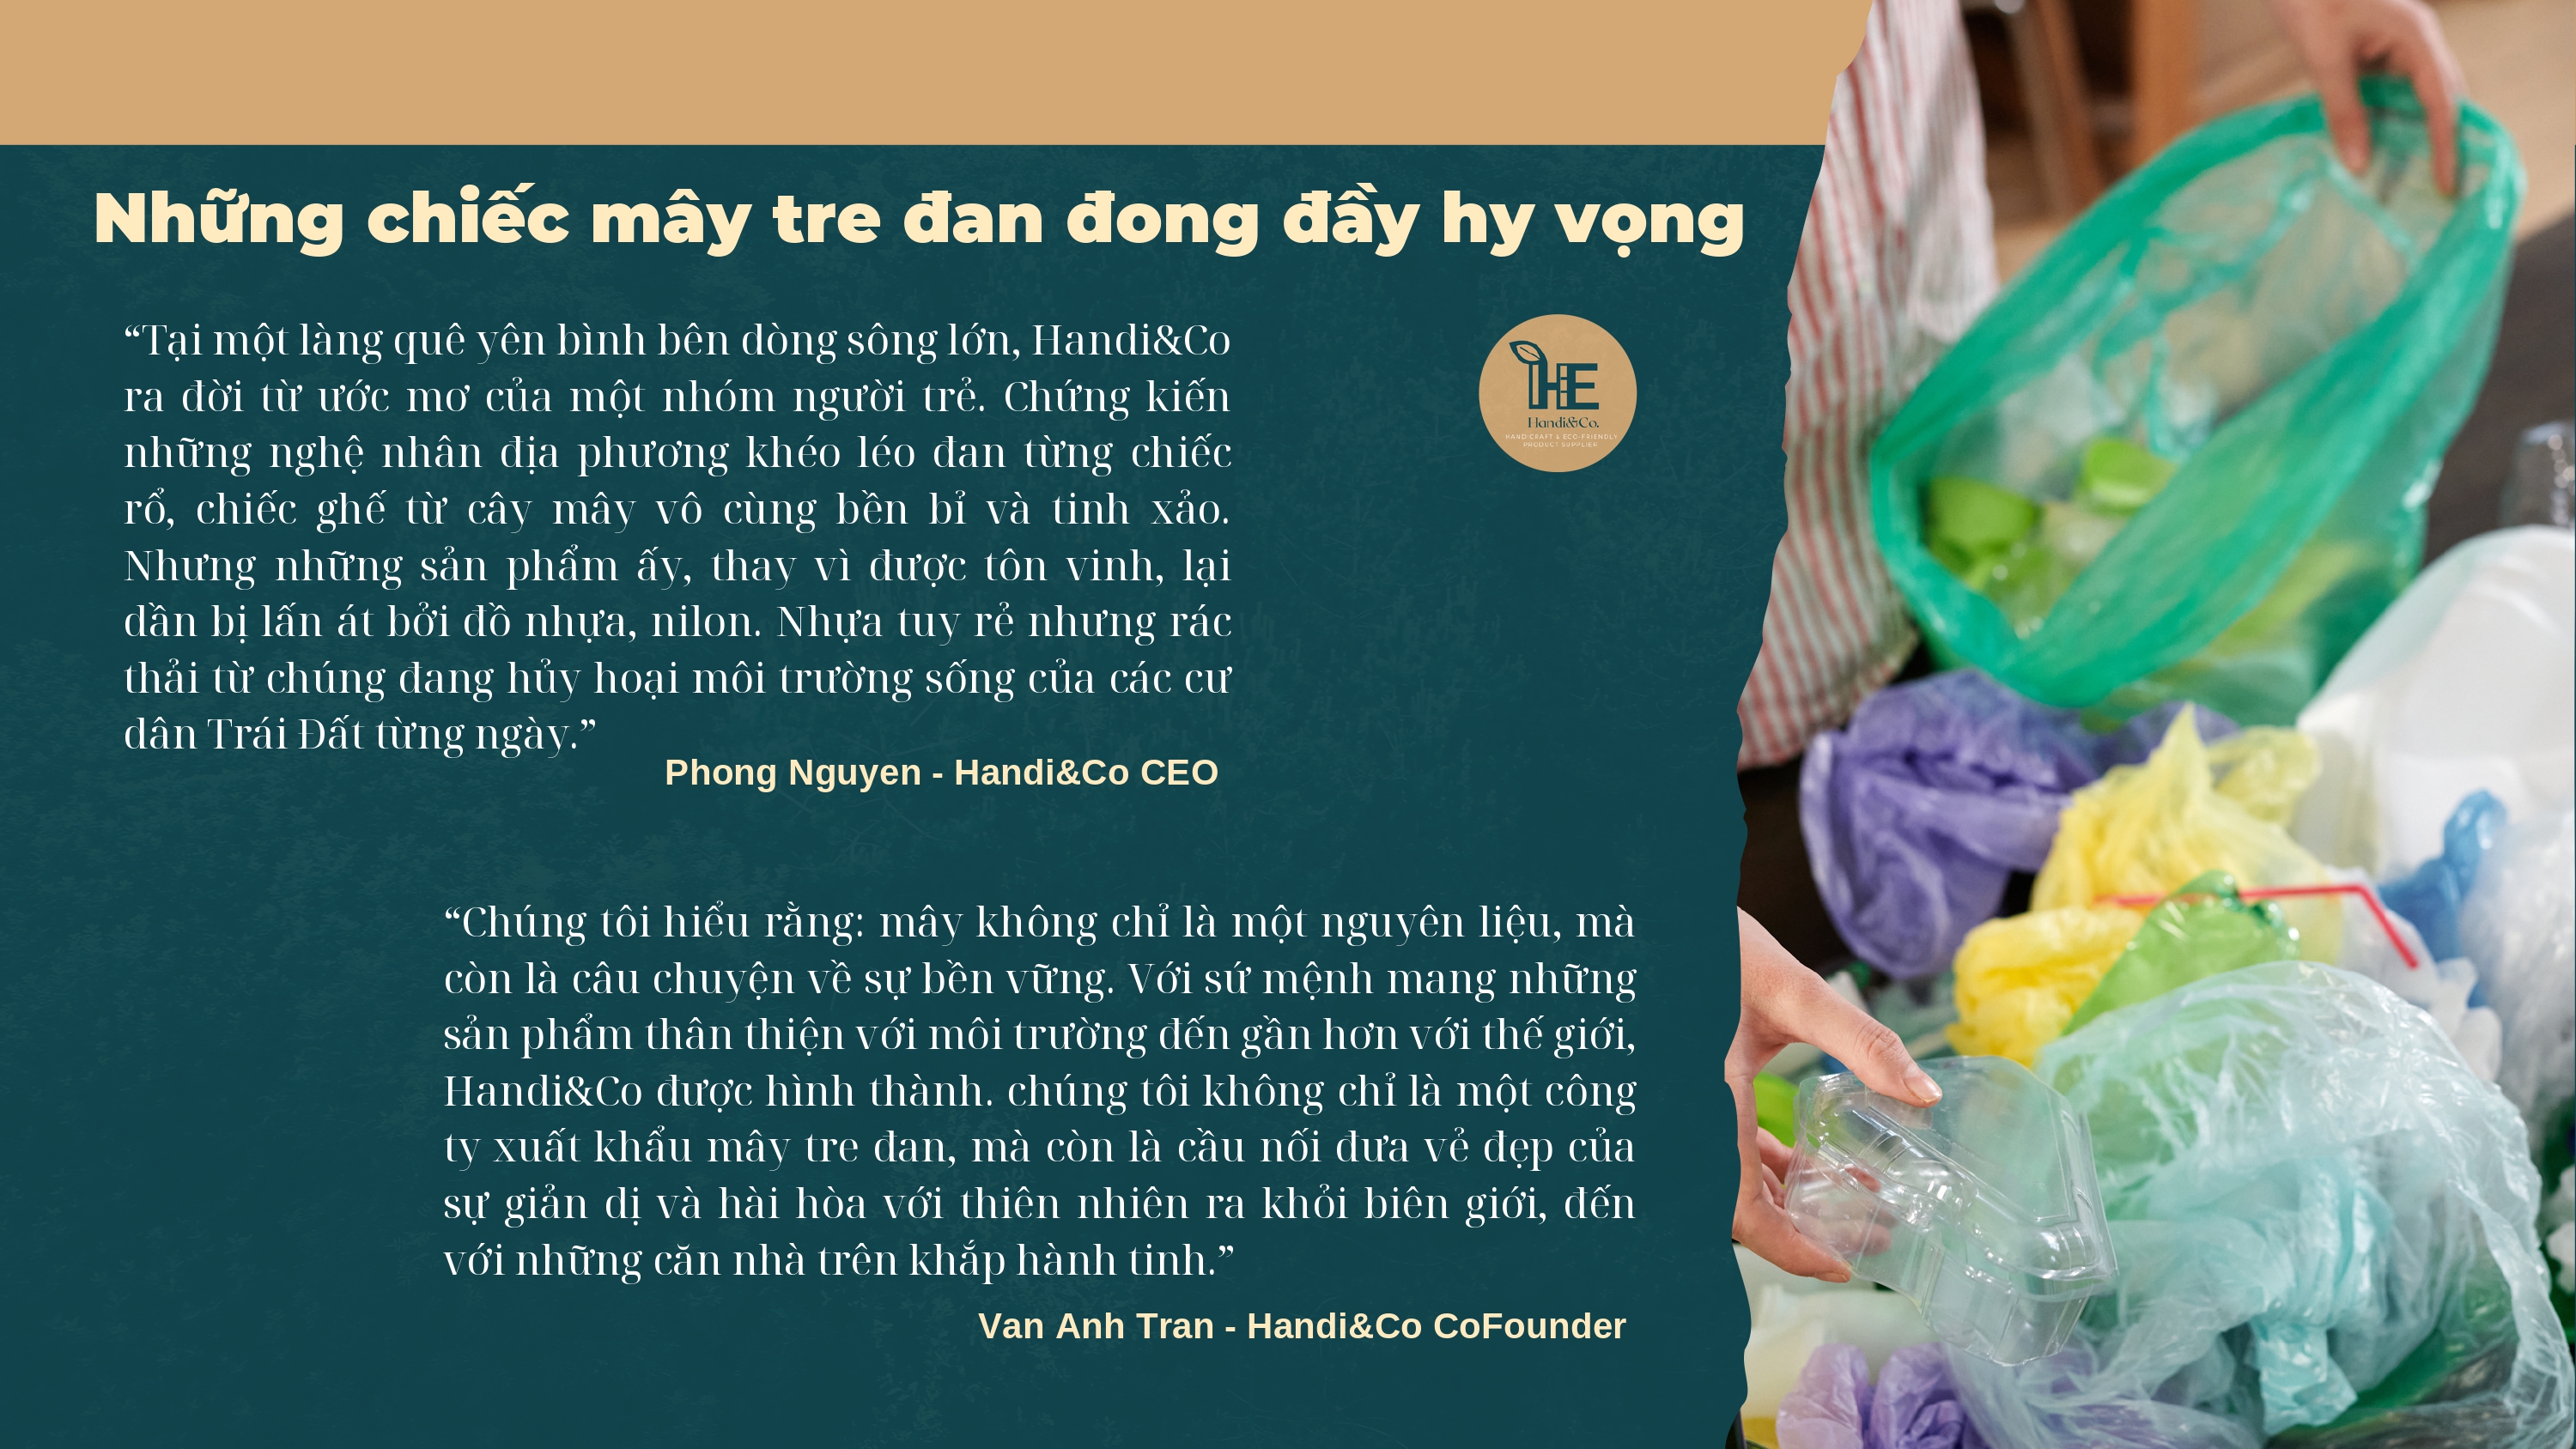 Những chiếc mây tre đan đong đầy hy vọng
“Tại một làng quê yên bình bên dòng sông lớn, Handi&Co
ra đời từ ước mơ của một nhóm người trẻ. Chứng kiến
những nghệ nhân địa phương khéo léo đan từng chiếc
rổ, chiếc ghế từ cây mây vô cùng bền bỉ và tinh xảo.
Nhưng những sản phẩm ấy, thay vì được tôn vinh, lại
dần bị lấn át bởi đồ nhựa, nilon. Nhựa tuy rẻ nhưng rác
thải từ chúng đang hủy hoại môi trường sống của các cư
dân Trái Đất từng ngày.”
Phong Nguyen - Handi&Co CEO
THE
Handi&Co.
HAND CRAFT & ECO-FRIENDLY
PRODUCT SUPPLIER
“Chúng tôi hiểu rằng: mây không chỉ là một nguyên liệu, mà
còn là câu chuyện về sự bền vững. Với sứ mệnh mang những
sản phẩm thân thiện với môi trường đến gần hơn với thế giới,
Handi&Co được hình thành. chúng tôi không chỉ là một công
ty xuất khẩu mây tre đan, mà còn là cầu nối đưa vẻ đẹp của
sự giản dị và hài hòa với thiên nhiên ra khỏi biên giới, đến
với những căn nhà trên khắp hành tinh.”
Van Anh Tran - Handi&Co CoFounder